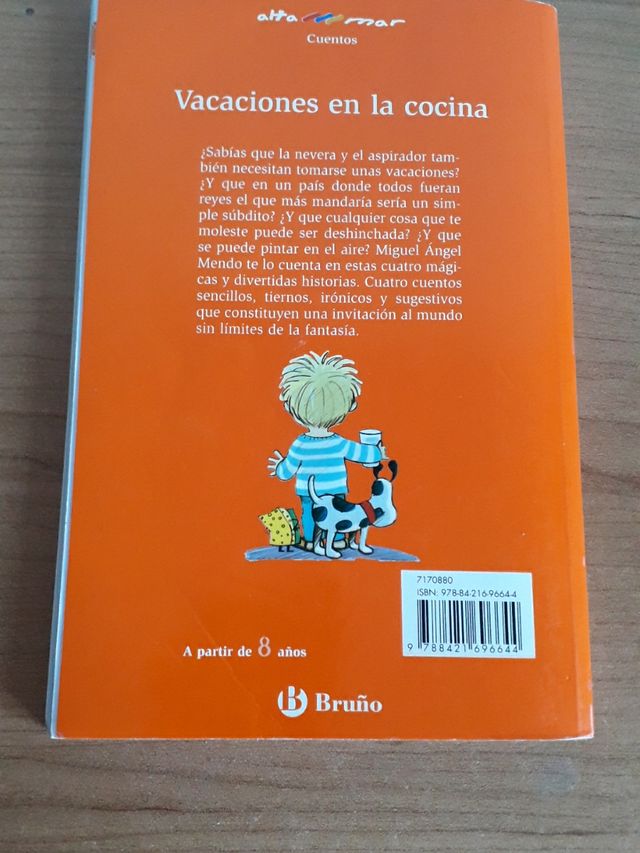 alta mar
Cuentos
Vacaciones en la cocina
¿Sabías que la nevera y el aspirador tam-
bién necesitan tomarse unas vacaciones?
¿Y que en un país donde todos fueran
reyes el que más mandaría sería un sim-
ple súbdito? ¿Y que cualquier cosa que te
moleste puede ser deshinchada? ¿Y que
se puede pintar en el aire? Miguel Ángel
Mendo te lo cuenta en estas cuatro mági-
cas y divertidas historias. Cuatro cuentos
sencillos, tiernos, irónicos y sugestivos
que constituyen una invitación al mundo
sin límites de la fantasía.
7170880
ISBN: 978-84-216-9664-4
9 788421 696644
A partir de 8 años
B Bruño